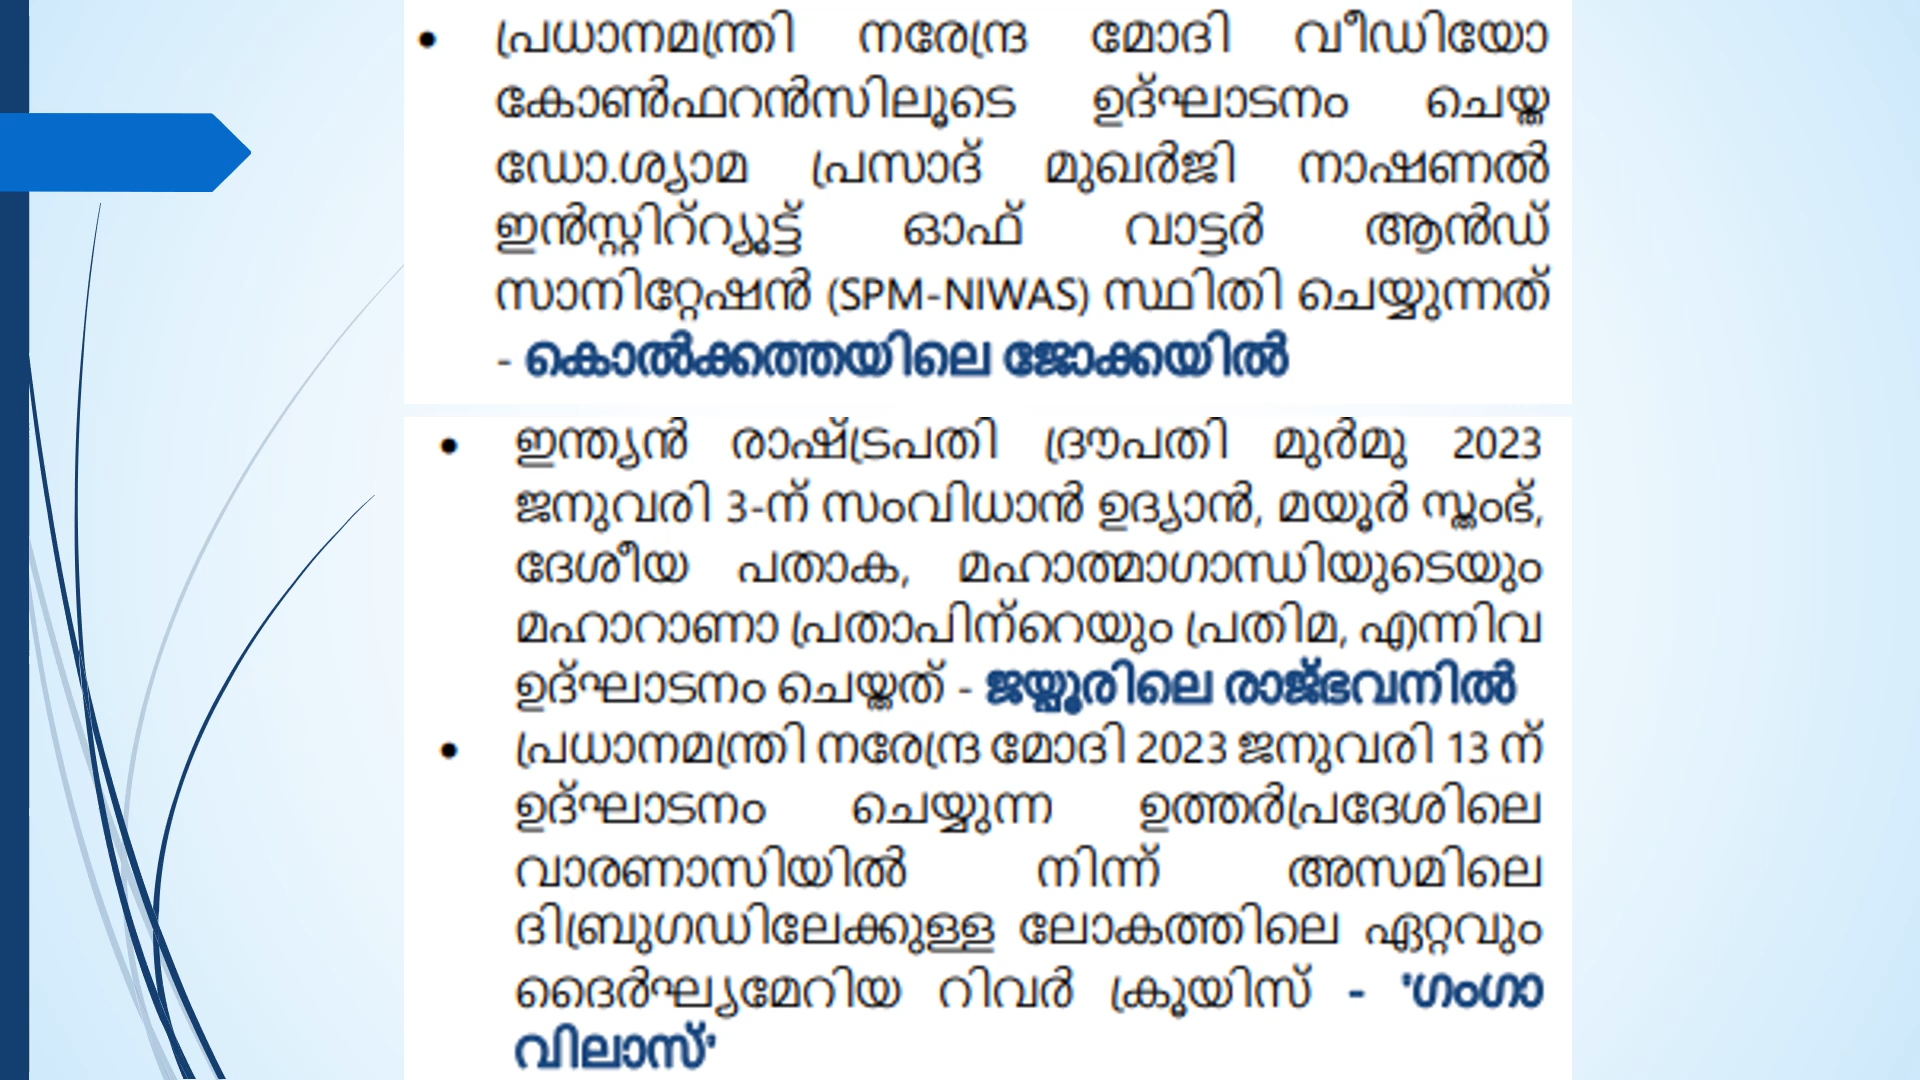 • പ്രധാനമന്ത്രി നരേന്ദ്ര മോദി വീഡിയോ
കോൺഫറൻസിലൂടെ ഉദ്ഘാടനം ചെയ്ത
ഡോ.ശ്യാമ പ്രസാദ് മുഖർജി നാഷണൽ
ഇൻസ്റ്റിറ്റ്യൂട്ട് ഓഫ് വാട്ടർ ആൻഡ്
സാനിറ്റേഷൻ (SPM-NIWAS) സ്ഥിതി ചെയ്യുന്നത്
- കൊൽക്കത്തയിലെ ജോക്കയിൽ
• ഇന്ത്യൻ രാഷ്ട്രപതി ദ്രൗപതി മുർമു 2023
ജനുവരി 3-ന് സംവിധാൻ ഉദ്യാൻ, മയൂർ സ്തംഭ്,
ദേശീയ പതാക, മഹാത്മാഗാന്ധിയുടെയും
മഹാറാണാ പ്രതാപിന്റെയും പ്രതിമ, എന്നിവ
ഉദ്ഘാടനം ചെയ്തത് - ജയ്പൂരിലെ രാജ്ഭവനിൽ
• പ്രധാനമന്ത്രി നരേന്ദ്ര മോദി 2023 ജനുവരി 13 ന്
ഉദ്ഘാടനം ചെയ്യുന്ന ഉത്തർപ്രദേശിലെ
വാരണാസിയിൽ നിന്ന് അസമിലെ
ദിബ്രുഗഡിലേക്കുള്ള ലോകത്തിലെ ഏറ്റവും
ദൈർഘ്യമേറിയ റിവർ ക്രൂയിസ് - 'ഗംഗാ
വിലാസ്'